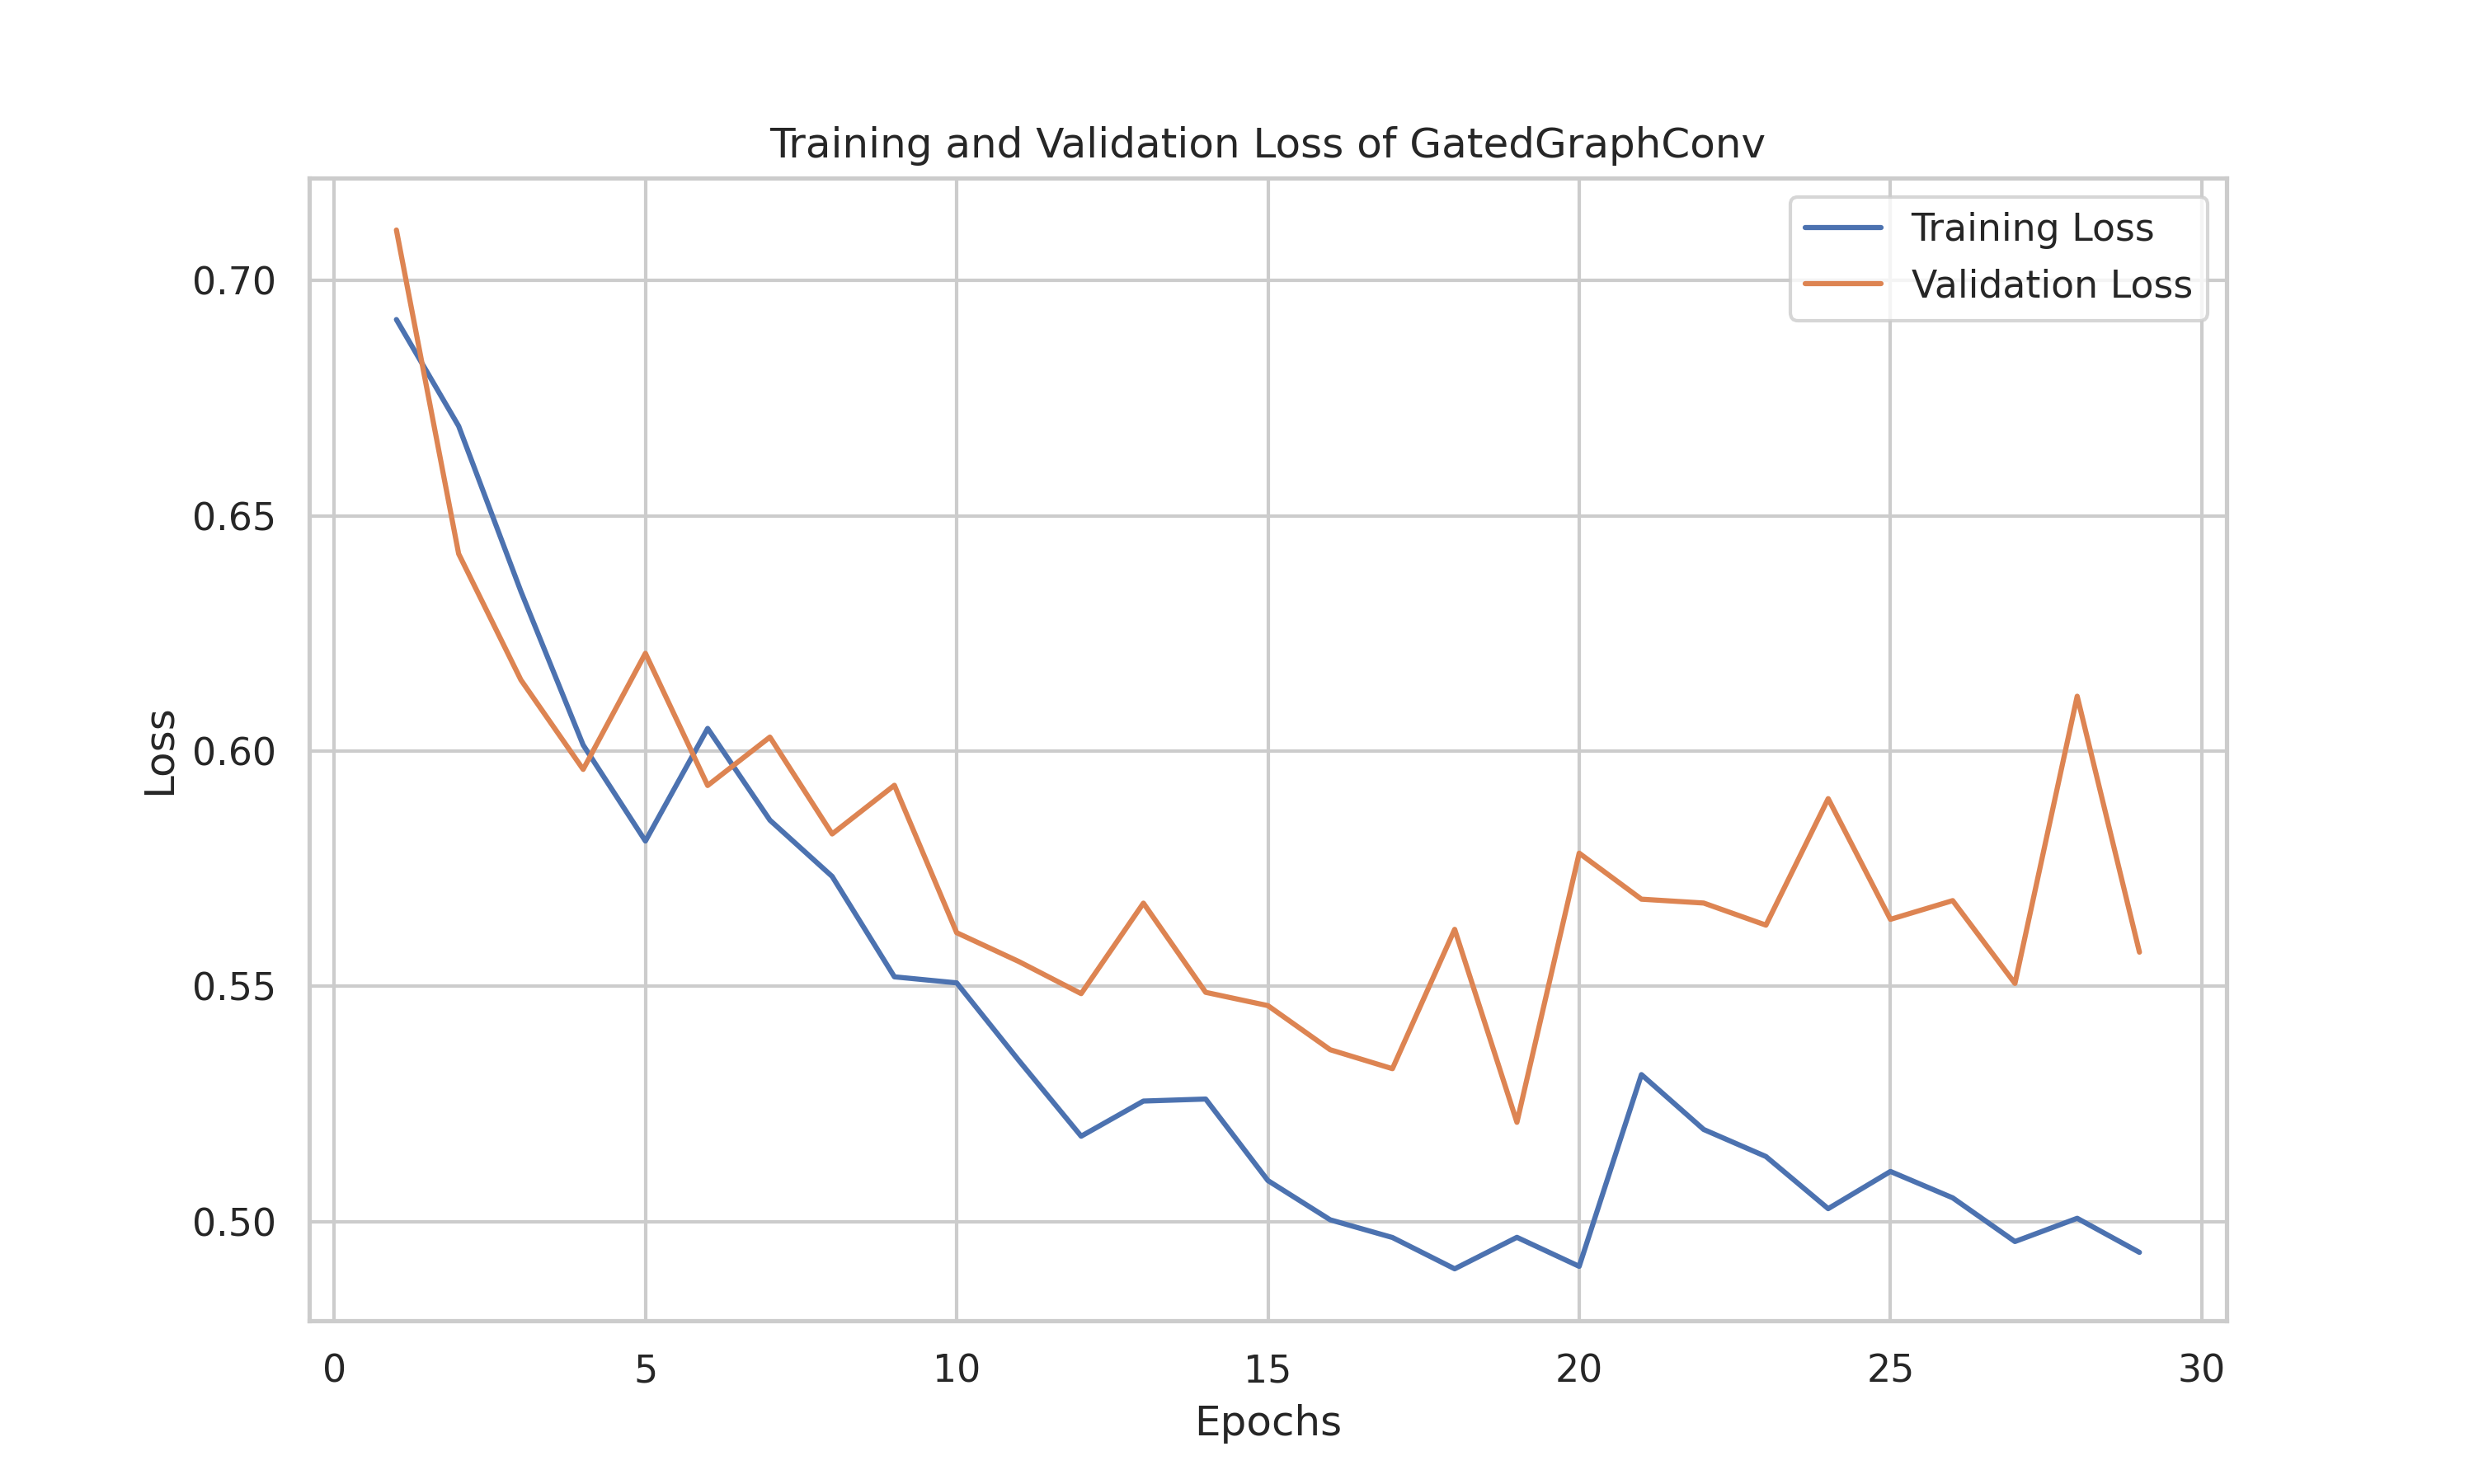 Training and Validation Loss of GatedGraphConv
Training Loss
Validation Loss
Loss
0.70
0.65
0.60
0.55
0.50
0 5 10 15 20 25 30
Epochs